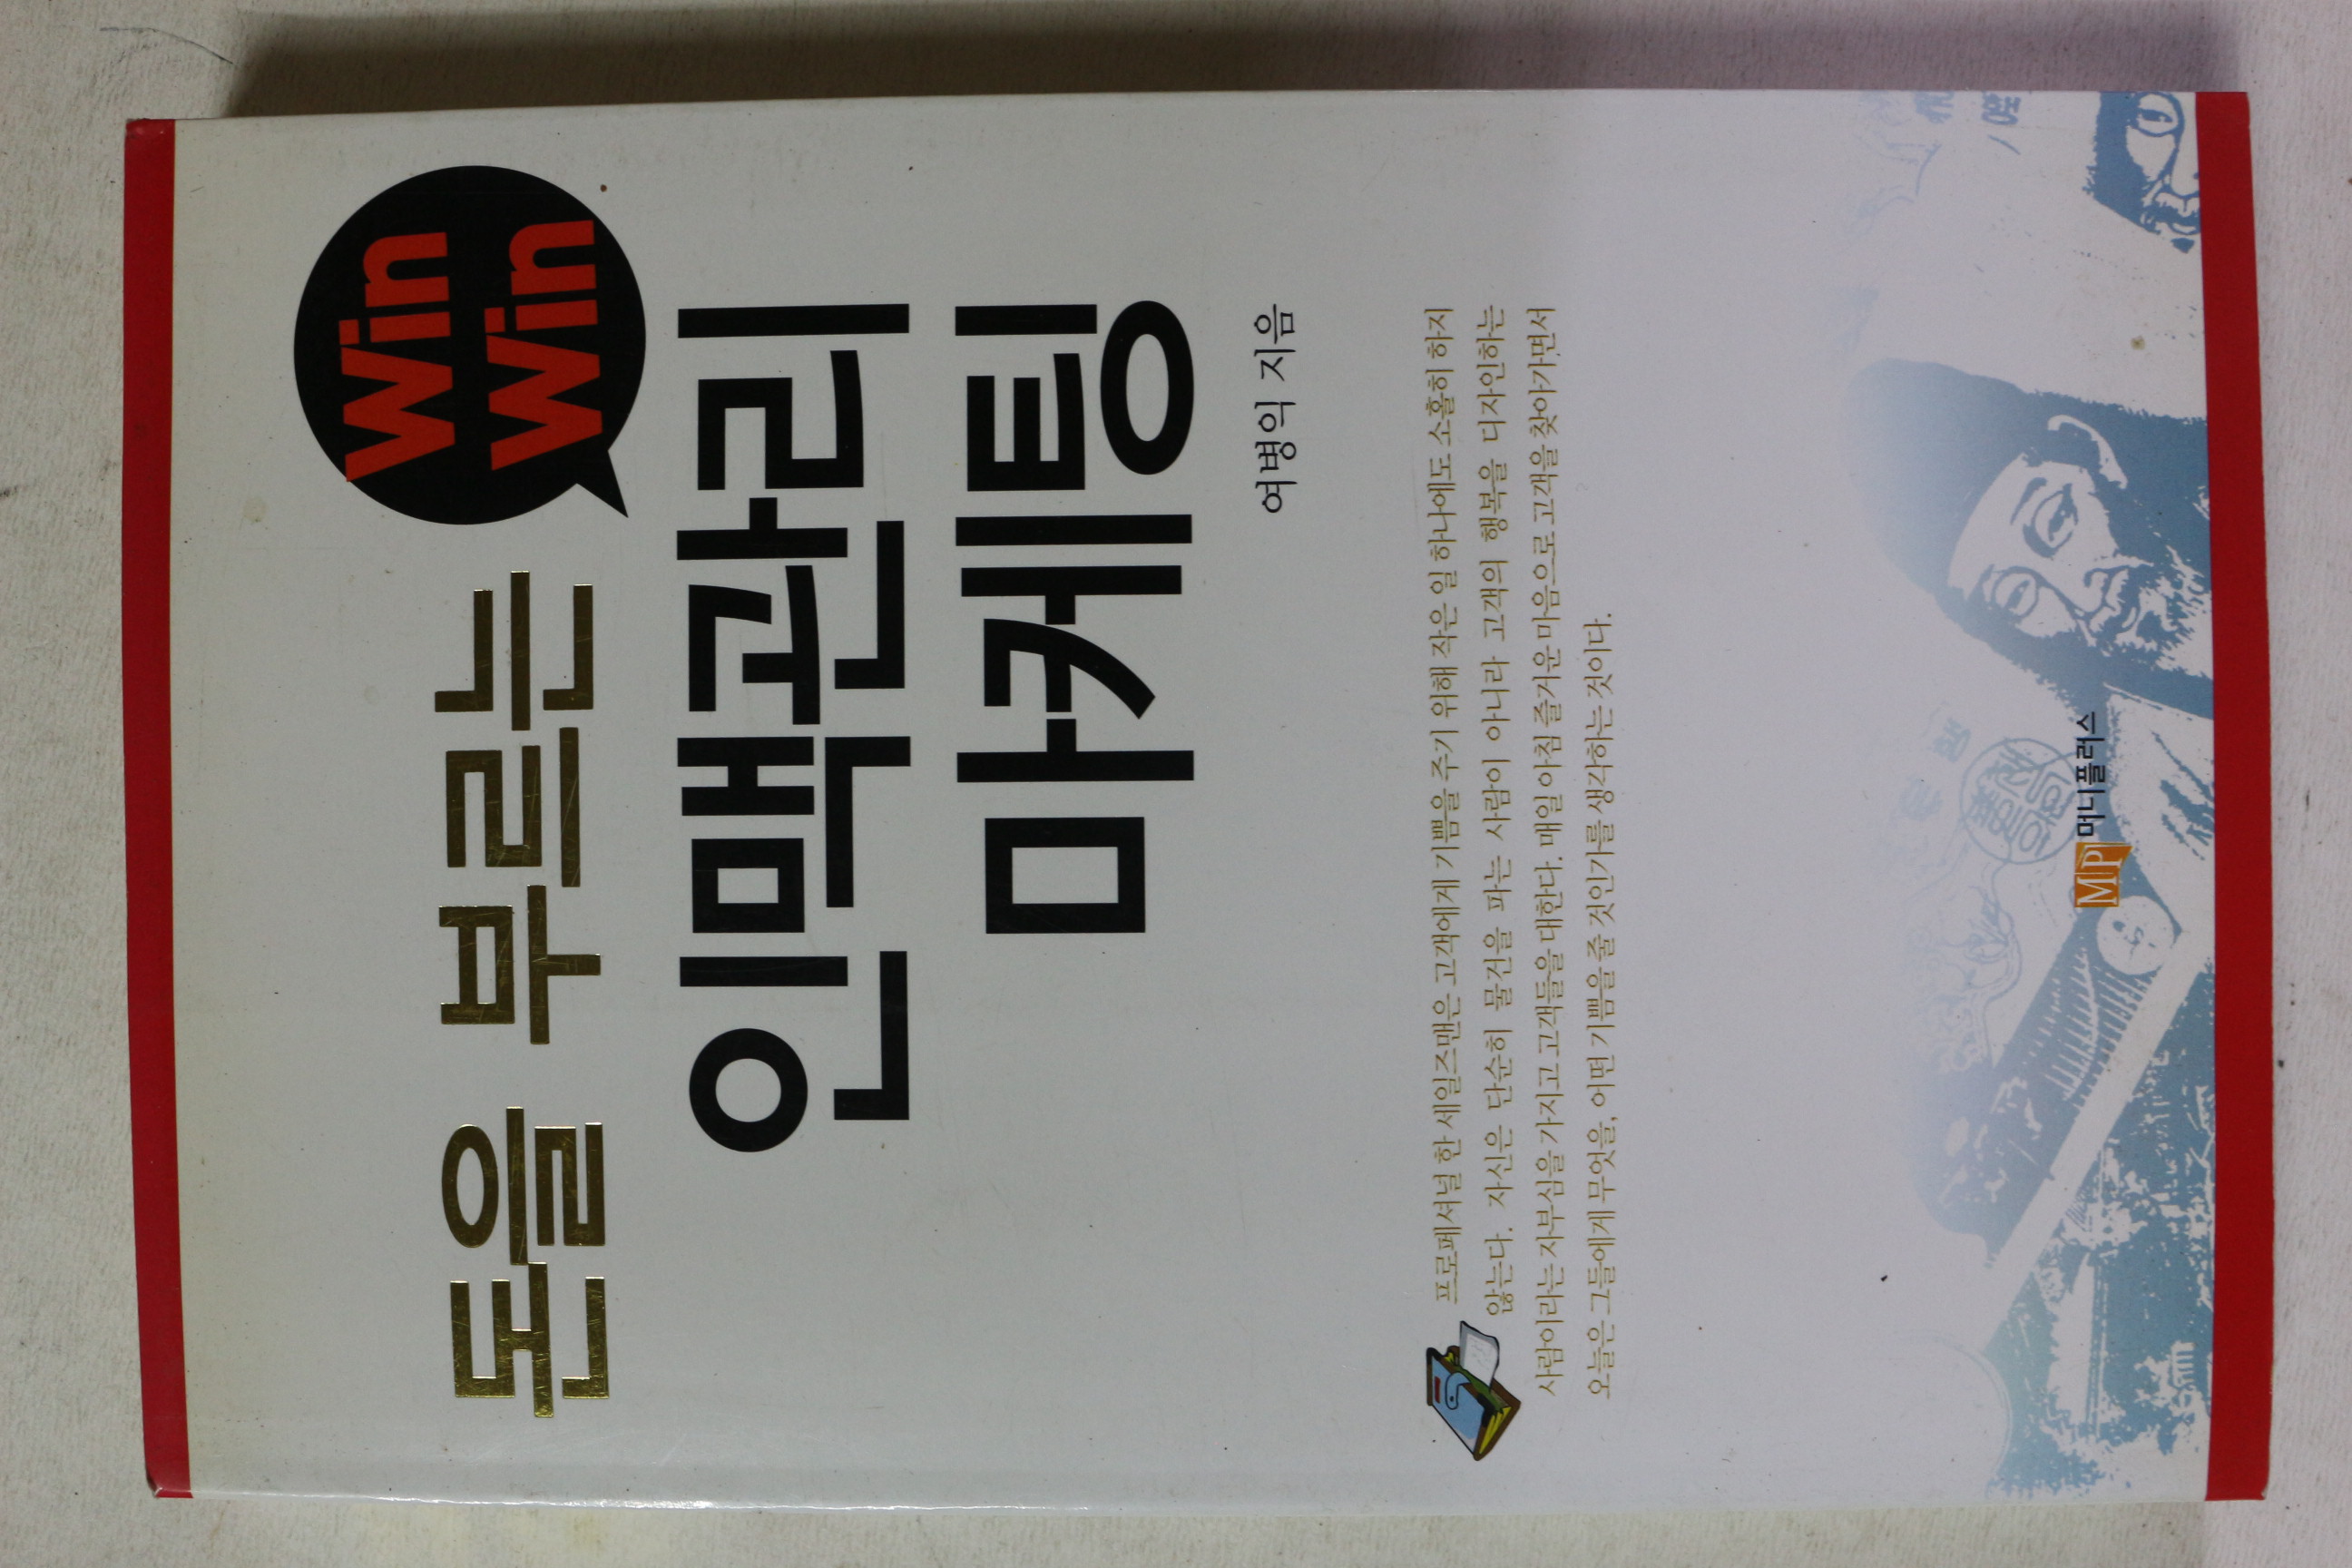 Win
Win
돈을 부르는
인맥관리
마케팅
여병익 지음
프로페셔널 한 세일즈맨은 고객에게 기쁨을 주기 위해 작은 일 하나에도 소홀히 하지
않는다. 자신은 단순히 물건을 파는 사람이 아니라 고객의 행복을 디자인하는
사람이라는 자부심을 가지고 고객들을 대한다. 매일 아침 즐거운 마음으로 고객을 찾아가면서
오늘은 그들에게 무엇을, 어떤 기쁨을 줄 것인가를 생각하는 것이다.
MP 머니플러스